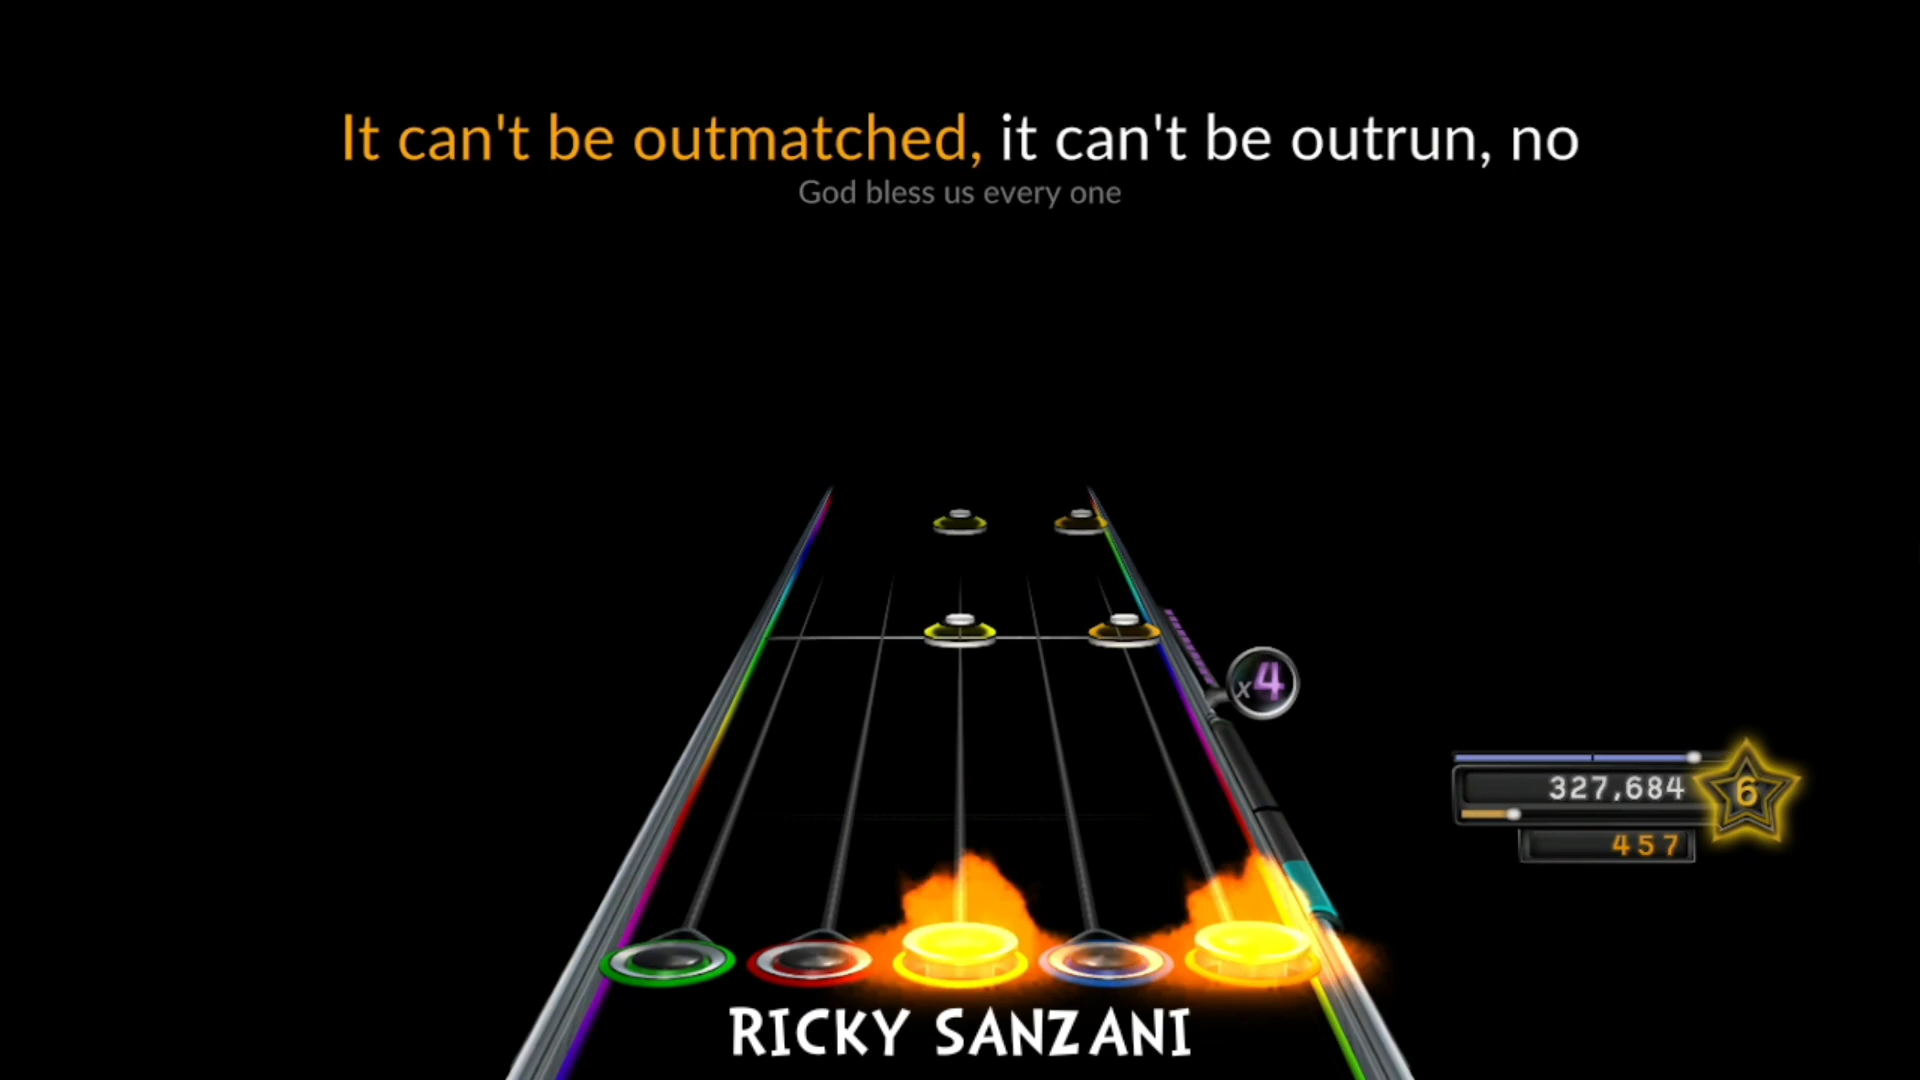 It can't be outmatched, it can't be outrun, no
God bless us every one
x4
327,684
6
457
RICKY SANZANI